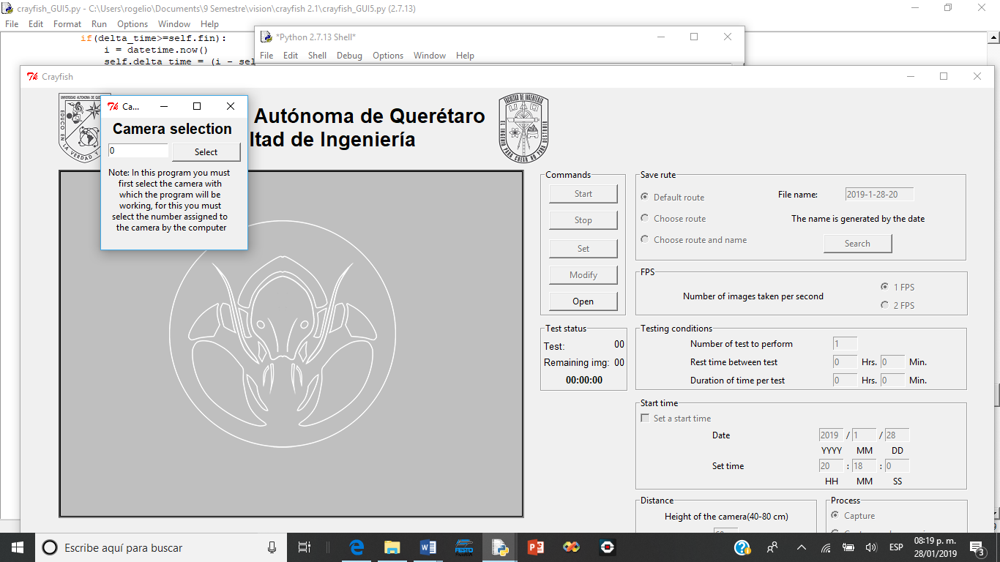 crayfish_GUI5.py - C:\Users\rogelio\Documents\9 Semestre\vision\crayfish 2.1\crayfish_GUI5.py (2.7.13)
File Edit Format Run Options Window Help
if(delta_time>=self.fin):
i = datetime.now()
self.delta_time = (i - sel
*Python 2.7.13 Shell*
File Edit Shell Debug Options Window Help
Crayfish
Autónoma de Querétaro
ltad de Ingeniería
Ca...
Camera selection
0 Select
Note: In this program you must
first select the camera with
which the program will be
working, for this you must
select the number assigned to
the camera by the computer
Commands
Start
Stop
Set
Modify
Open
Test status
Test: 00
Remaining img: 00
00:00:00
Save rute
Default route
Choose route
Choose route and name
File name: 2019-1-28-20
The name is generated by the date
Search
FPS
Number of images taken per second
1 FPS
2 FPS
Testing conditions
Number of test to perform 1
Rest time between test 0 Hrs. 0 Min.
Duration of time per test 0 Hrs. 0 Min.
Start time
Set a start time
Date 2019 / 1 / 28
YYYY MM DD
Set time 20 : 18 : 0
HH MM SS
Distance
Height of the camera(40-80 cm)
Process
Capture
Escribe aquí para buscar
ESP
08:19 p. m.
28/01/2019
3